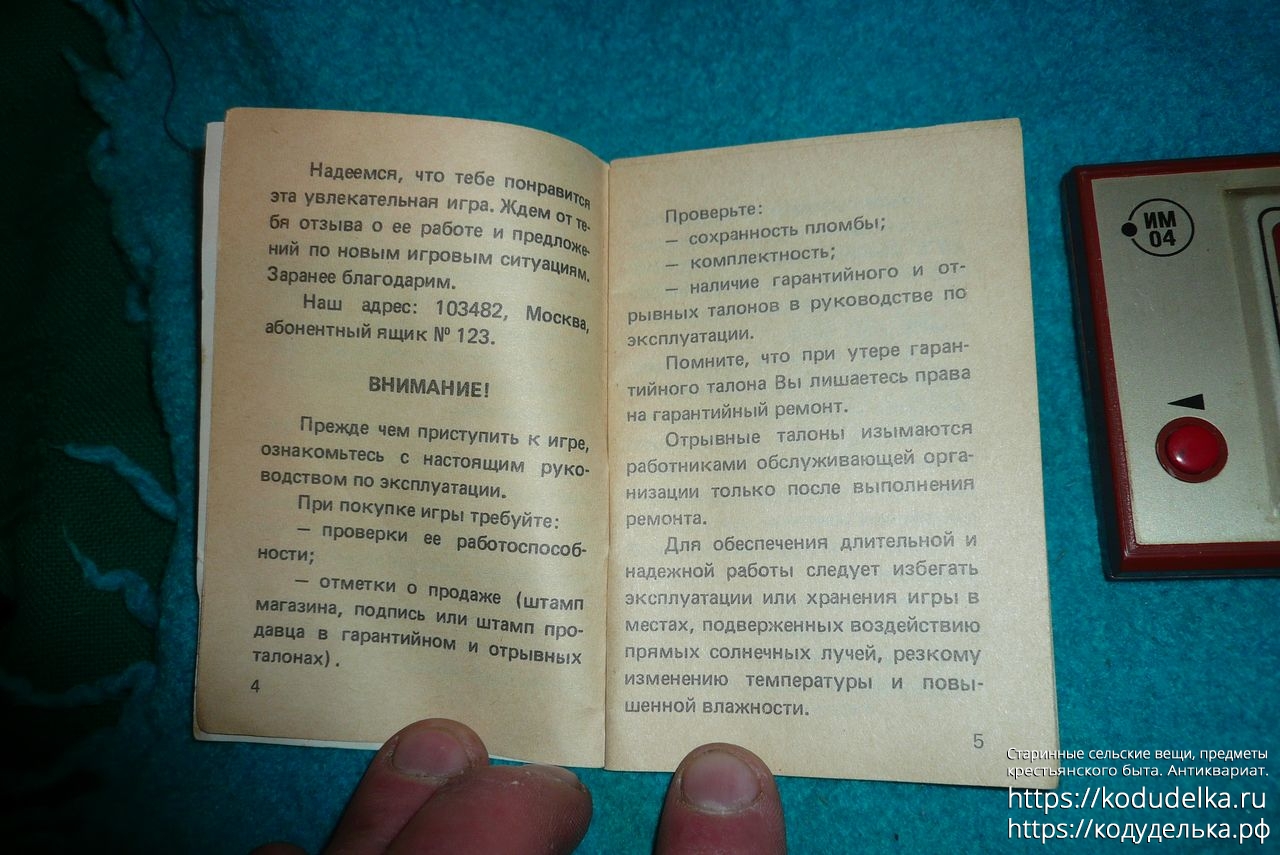 Надеемся, что тебе понравится
эта увлекательная игра. Ждем от те-
бя отзыва о ее работе и предложе-
ний по новым игровым ситуациям.
Заранее благодарим.
Наш адрес: 103482, Москва,
абонентный ящик № 123.
ВНИМАНИЕ!
Прежде чем приступить к игре,
ознакомьтесь с настоящим руко-
водством по эксплуатации.
При покупке игры требуйте:
— проверки ее работоспособ-
ности;
— отметки о продаже (штамп
магазина, подпись или штамп про-
давца в гарантийном и отрывных
талонах).
4
Проверьте:
— сохранность пломбы;
— комплектность;
— наличие гарантийного и от-
рывных талонов в руководстве по
эксплуатации.
Помните, что при утере гаран-
тийного талона Вы лишаетесь права
на гарантийный ремонт.
Отрывные талоны изымаются
работниками обслуживающей орга-
низации только после выполнения
ремонта.
Для обеспечения длительной и
надежной работы следует избегать
эксплуатации или хранения игры в
местах, подверженных воздействию
прямых солнечных лучей, резкому
изменению температуры и повы-
шенной влажности.
5
ИМ
04
Старинные сельские вещи, предметы
крестьянского быта. Антиквариат.
https://kodudelka.ru
https://кодуделька.рф